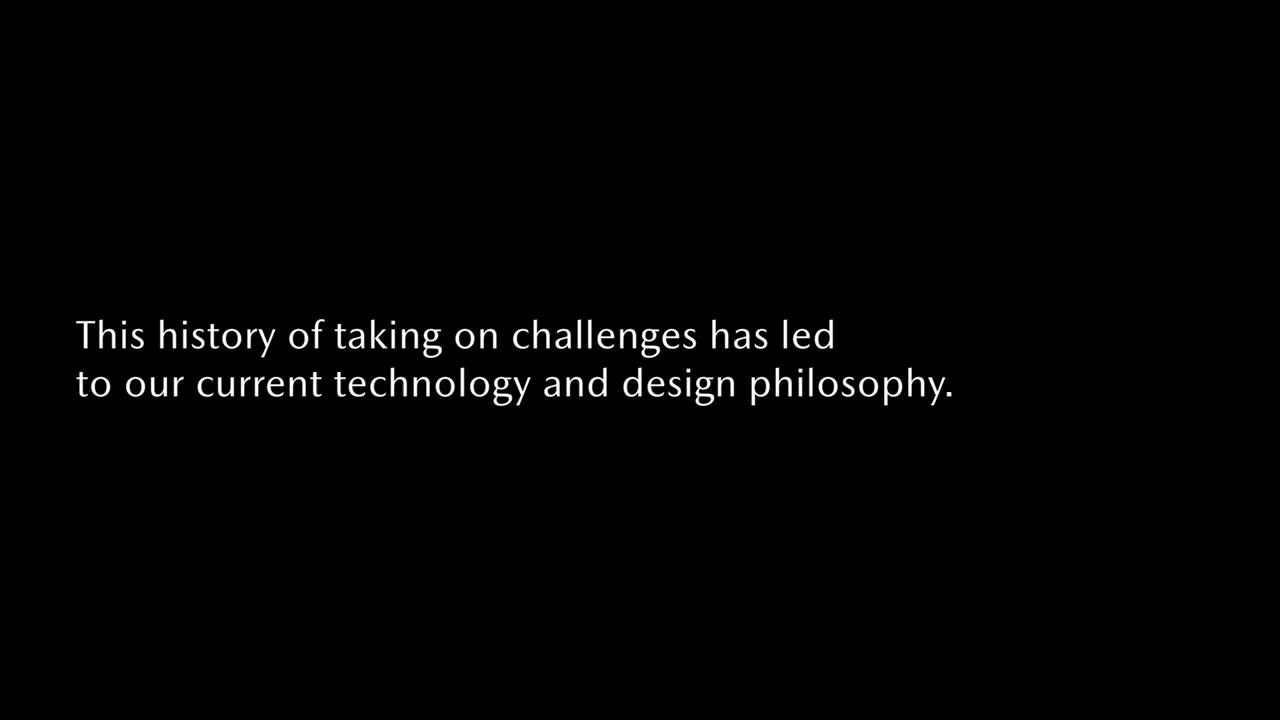 This history of taking on challenges has led
to our current technology and design philosophy.